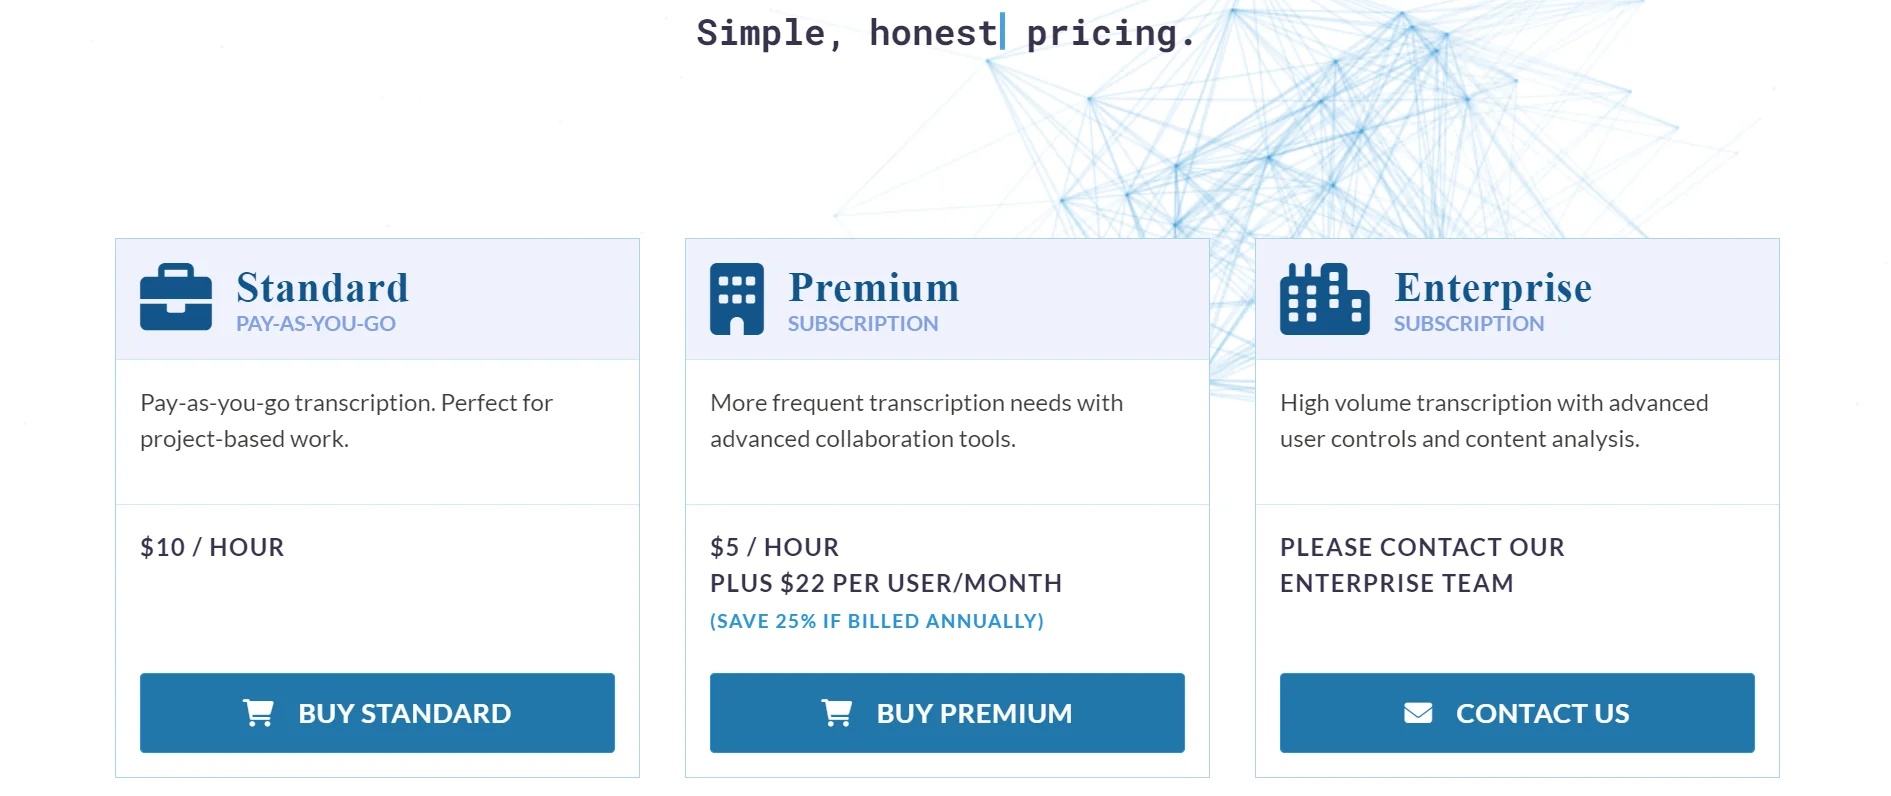 Simple, honest pricing.
Standard
PAY-AS-YOU-GO
Pay-as-you-go transcription. Perfect for
project-based work.
$10 / HOUR
BUY STANDARD
Premium
SUBSCRIPTION
More frequent transcription needs with
advanced collaboration tools.
$5 / HOUR
PLUS $22 PER USER/MONTH
(SAVE 25% IF BILLED ANNUALLY)
BUY PREMIUM
Enterprise
SUBSCRIPTION
High volume transcription with advanced
user controls and content analysis.
PLEASE CONTACT OUR
ENTERPRISE TEAM
CONTACT US